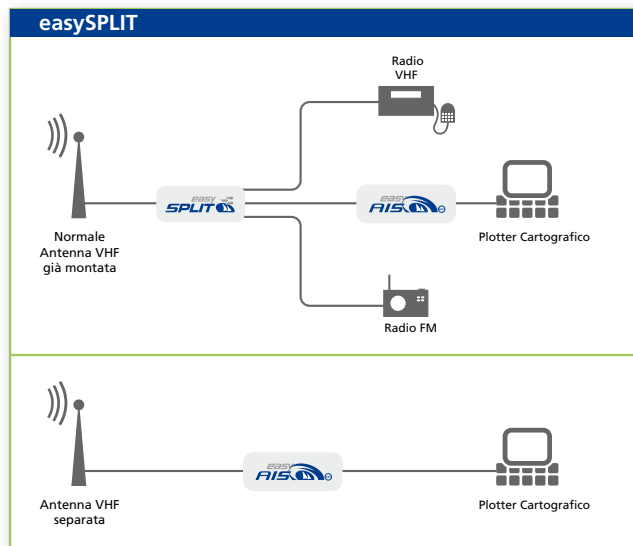 easySPLIT
Radio
VHF
easy
SPLIT
easy
AIS
Normale
Antenna VHF
già montata
Plotter Cartografico
Radio FM
easy
AIS
Antenna VHF
separata
Plotter Cartografico